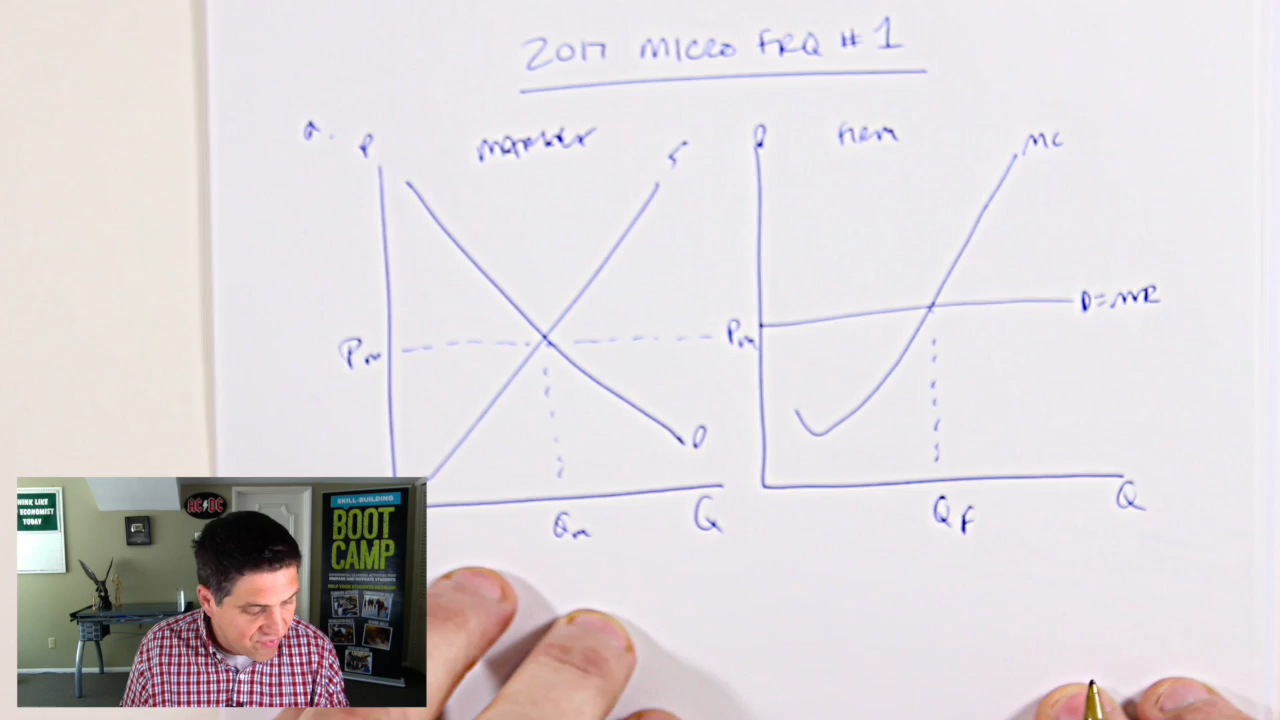 2017 MICRO FRQ #1
a. P MARKET S
P FIRM MC
Pm
D
Qm Q
Pm D=MR
Qf Q
THINK LIKE
ECONOMIST
TODAY
AC DC
SKILL-BUILDING
BOOT
CAMP